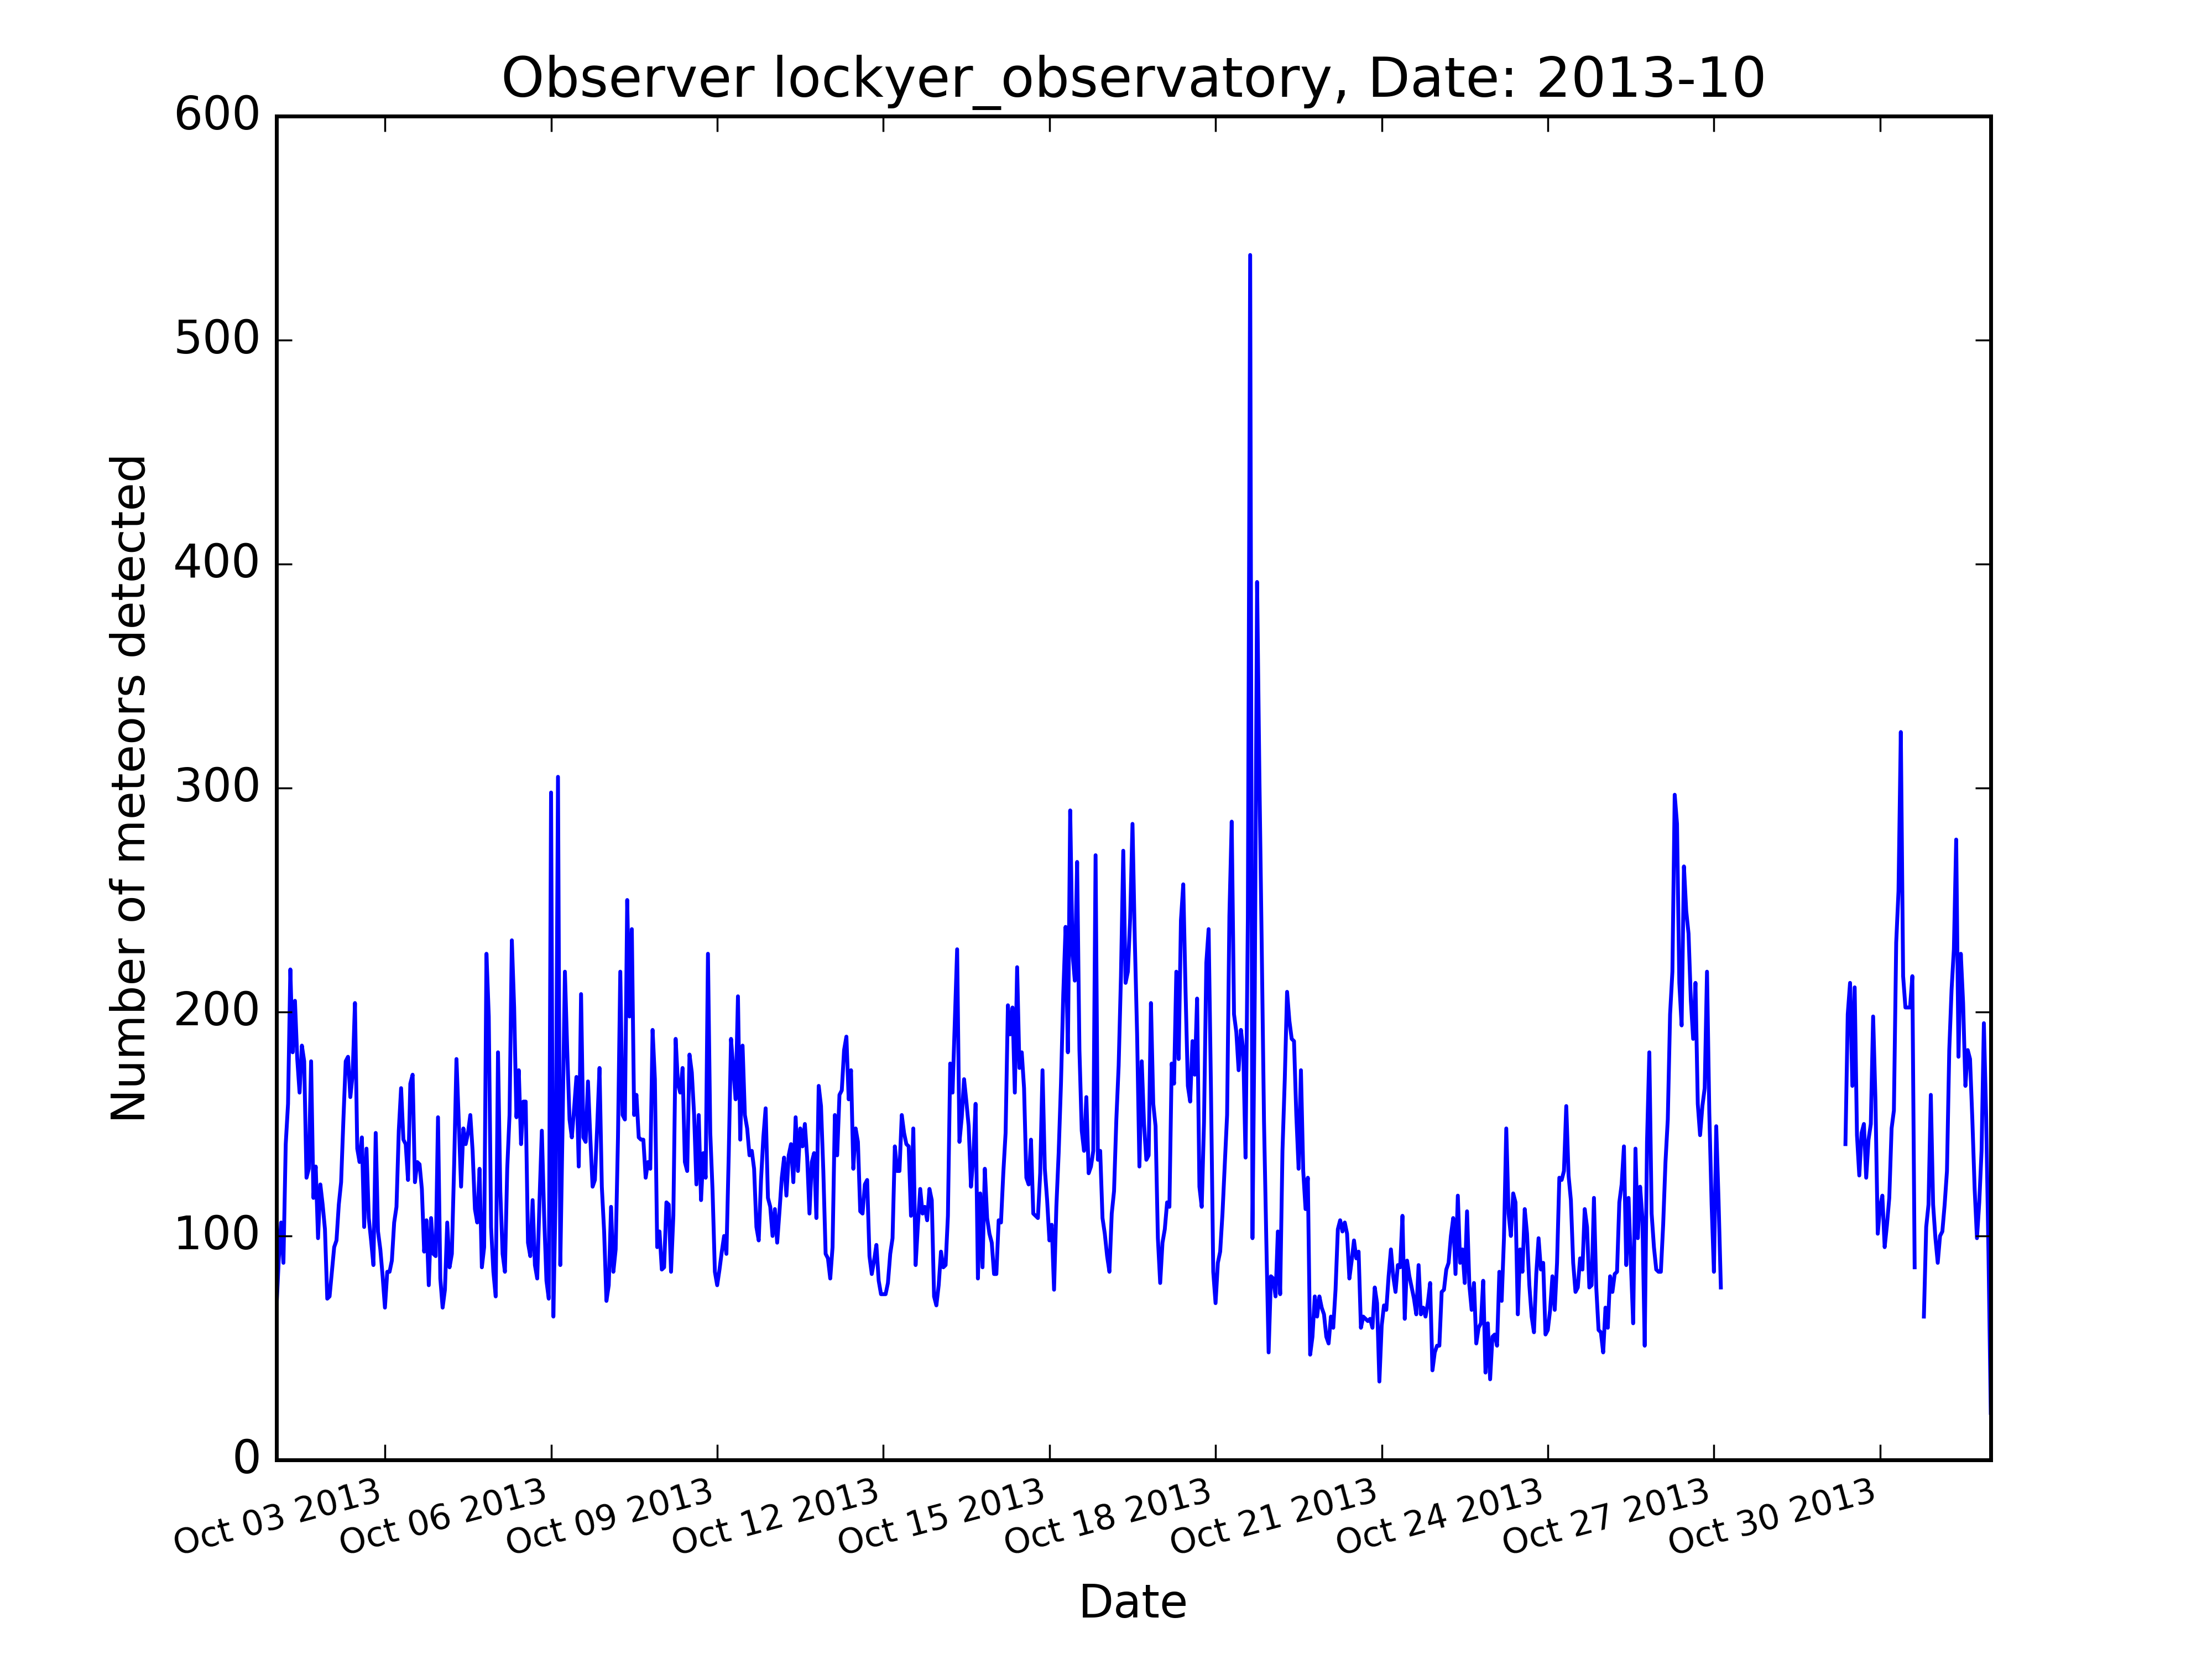 Observer lockyer_observatory, Date: 2013-10
600
500
400
300
200
100
0
Number of meteors detected
Oct 03 2013
Oct 06 2013
Oct 09 2013
Oct 12 2013
Oct 15 2013
Oct 18 2013
Oct 21 2013
Oct 24 2013
Oct 27 2013
Oct 30 2013
Date